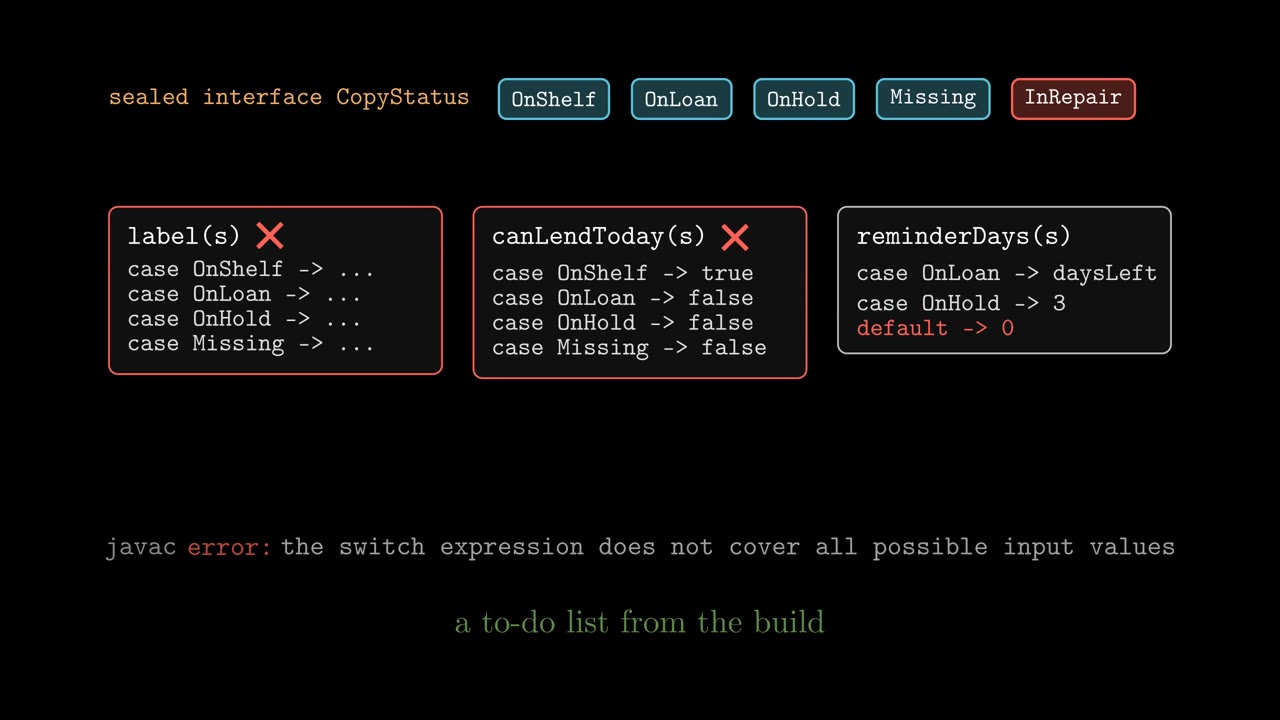 sealed interface CopyStatus OnShelf OnLoan OnHold Missing InRepair
label(s)
case OnShelf -> ...
case OnLoan -> ...
case OnHold -> ...
case Missing -> ...
canLendToday(s)
case OnShelf -> true
case OnLoan -> false
case OnHold -> false
case Missing -> false
reminderDays(s)
case OnLoan -> daysLeft
case OnHold -> 3
default -> 0
javac error: the switch expression does not cover all possible input values
a to-do list from the build